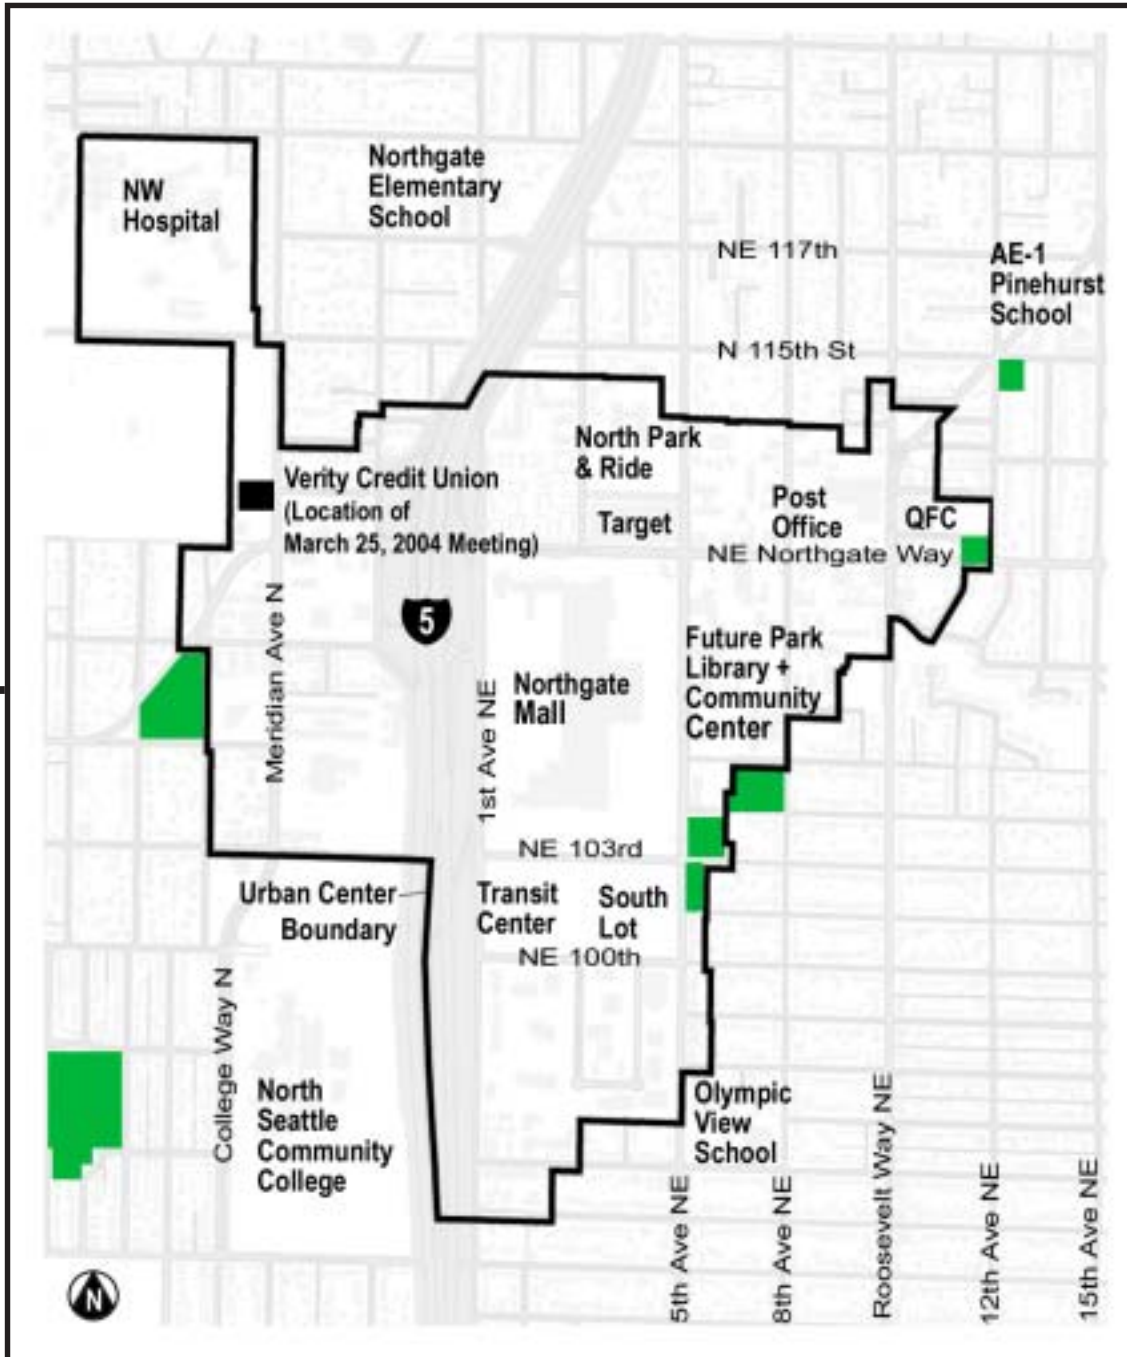 Northgate
Elementary
School
NW
Hospital
NE 117th
AE-1
Pinehurst
School
N 115th St
North Park
& Ride
Verity Credit Union
(Location of
March 25, 2004 Meeting)
Target
Post
Office
QFC
NE Northgate Way
5
Meridian Ave N
1st Ave NE
Northgate
Mall
Future Park
Library +
Community
Center
NE 103rd
Urban Center
Boundary
Transit
Center
South
Lot
NE 100th
College Way N
North
Seattle
Community
College
Olympic
View
School
5th Ave NE
8th Ave NE
Roosevelt Way NE
12th Ave NE
15th Ave NE
N